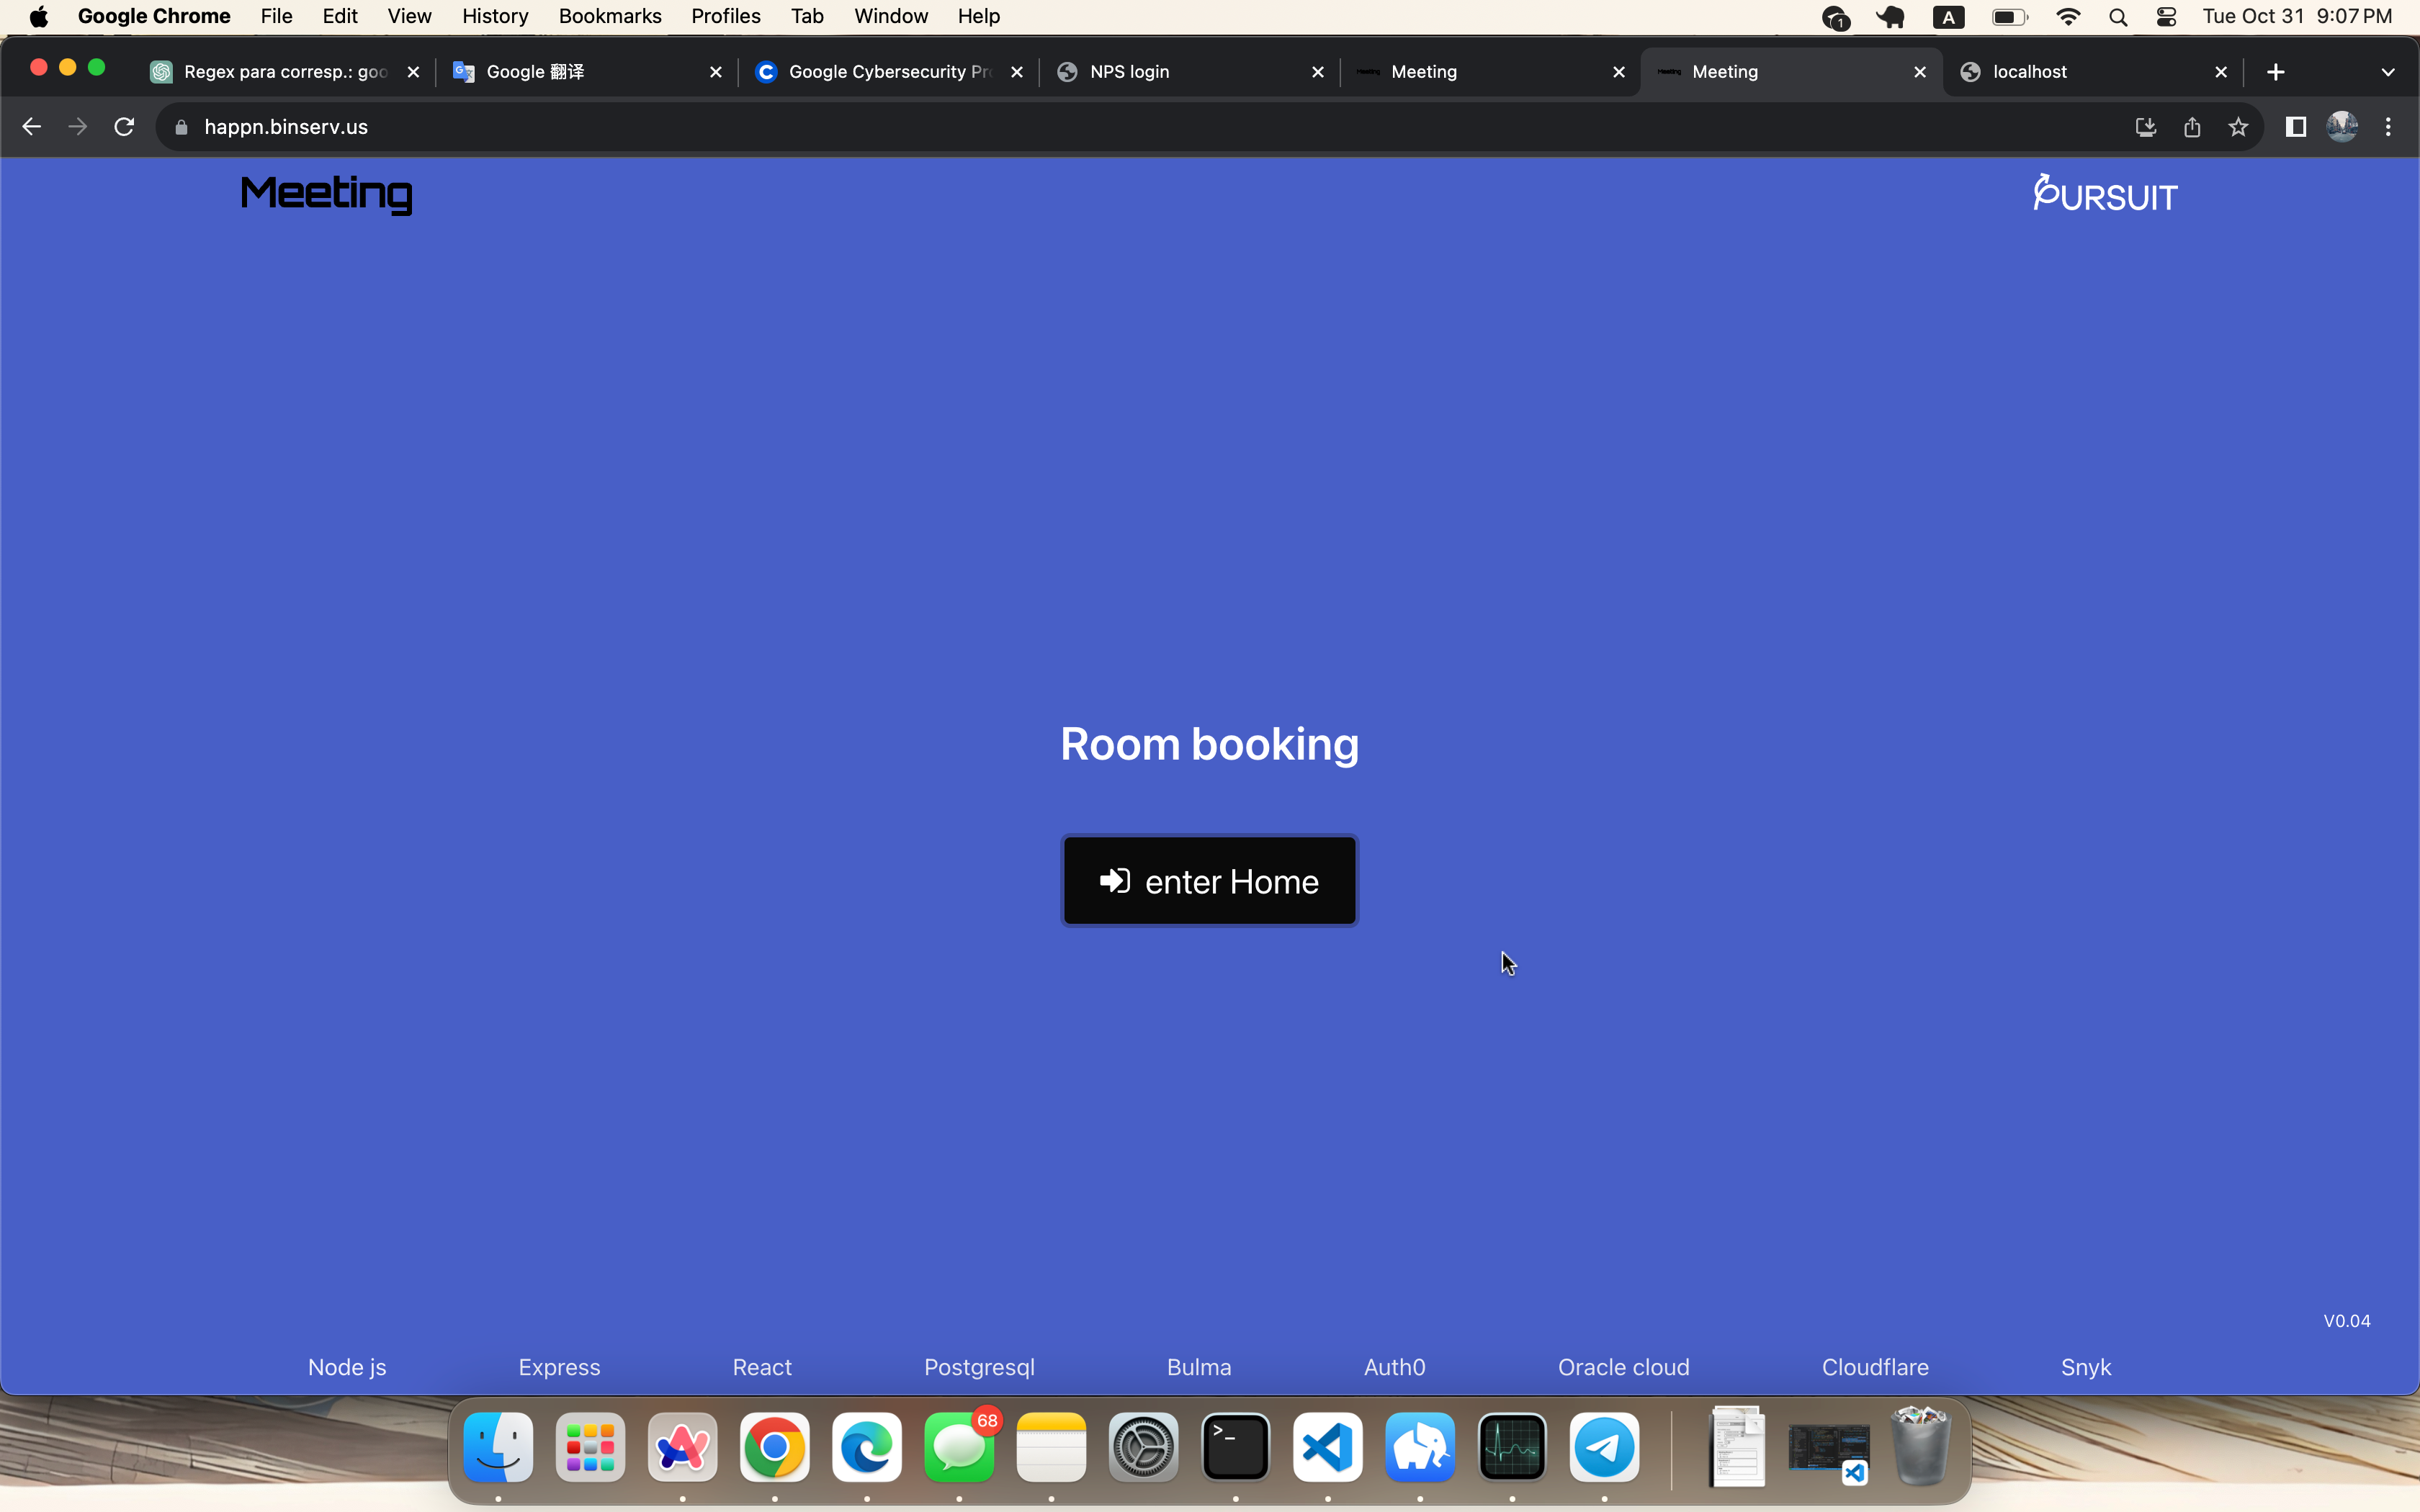 Google Chrome File Edit View History Bookmarks Profiles Tab Window Help 1 A Tue Oct 31 9:07 PM
Regex para corresp.: goo Google 翻译 Google Cybersecurity Pr NPS login Meeting Meeting localhost
happn.binserv.us
Meeting PURSUIT
Room booking
enter Home
V0.04
Node js Express React Postgresql Bulma Auth0 Oracle cloud Cloudflare Snyk
68